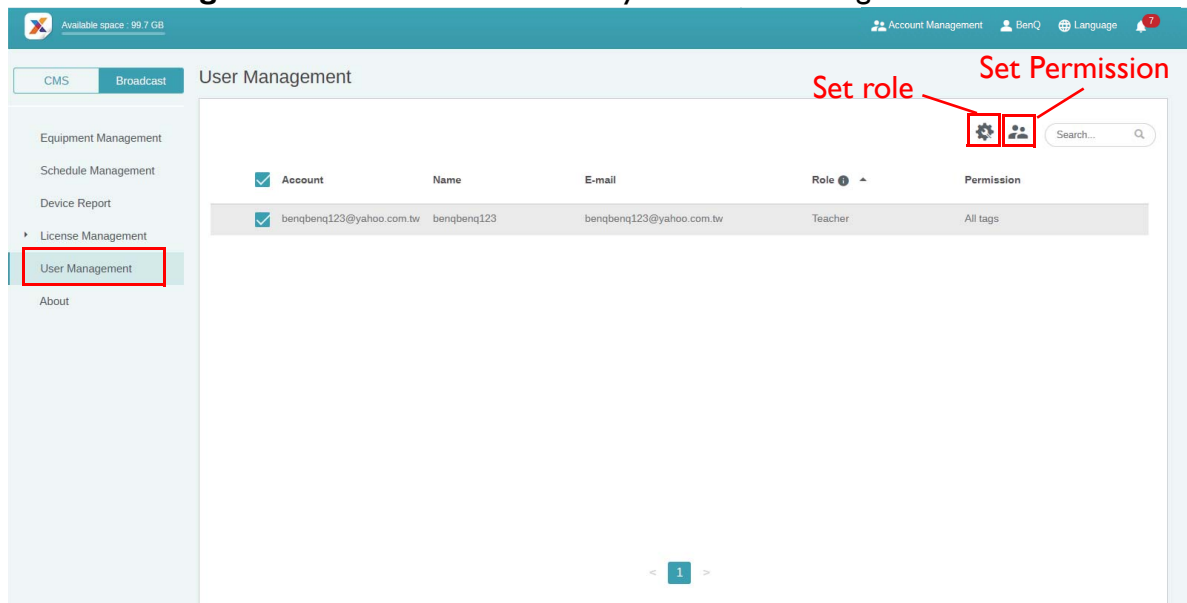 Available space : 99.7 GB
Account Management BenQ Language 7
CMS Broadcast
User Management
Set role
Set Permission
Search...
Equipment Management
Schedule Management
Device Report
License Management
User Management
About
Account Name E-mail Role Permission
benqbenq123@yahoo.com.tw benqbenq123 benqbenq123@yahoo.com.tw Teacher All tags
< 1 >